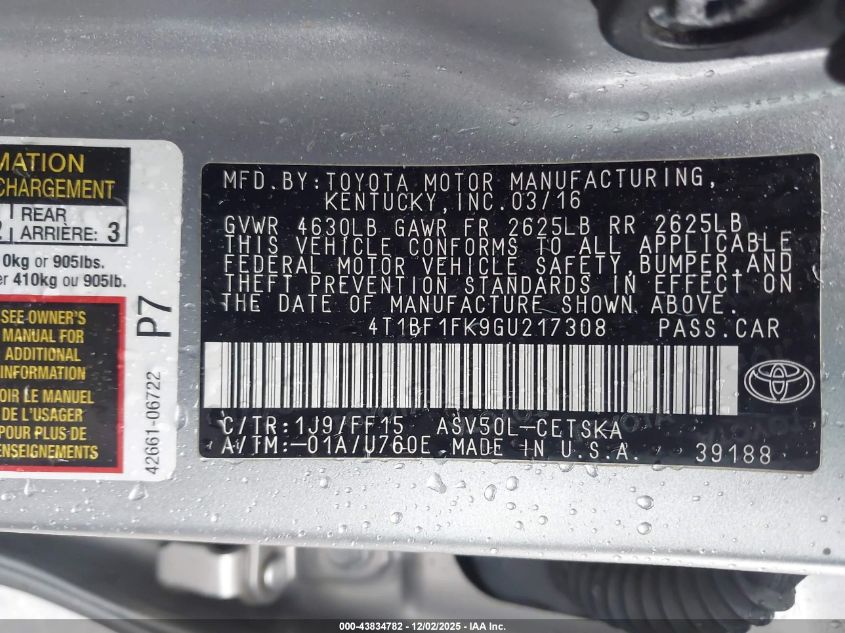 MATION
CHARGEMENT
REAR
ARRIÈRE: 3
0kg or 905lbs.
er 410kg ou 905lb.
SEE OWNER'S
MANUAL FOR
ADDITIONAL
INFORMATION
OIR LE MANUEL
DE L'USAGER
POUR PLUS DE
ENSEIGNEMENTS
P7
42661-06722
MFD.BY:TOYOTA MOTOR MANUFACTURING,
KENTUCKY,INC.03/16
GVWR 4630LB GAWR FR 2625LB RR 2625LB
THIS VEHICLE CONFORMS TO ALL APPLICABLE
FEDERAL MOTOR VEHICLE SAFETY,BUMPER,AND
THEFT PREVENTION STANDARDS IN EFFECT ON
THE DATE OF MANUFACTURE SHOWN ABOVE.
4T1BF1FK9GU217308 PASS.CAR
C/TR:1J9/FF15 ASV50L-CETSKA
A/TM:-01A/U760E MADE IN U.S.A. 39188
000-43834782 - 12/02/2025 - IAA Inc.